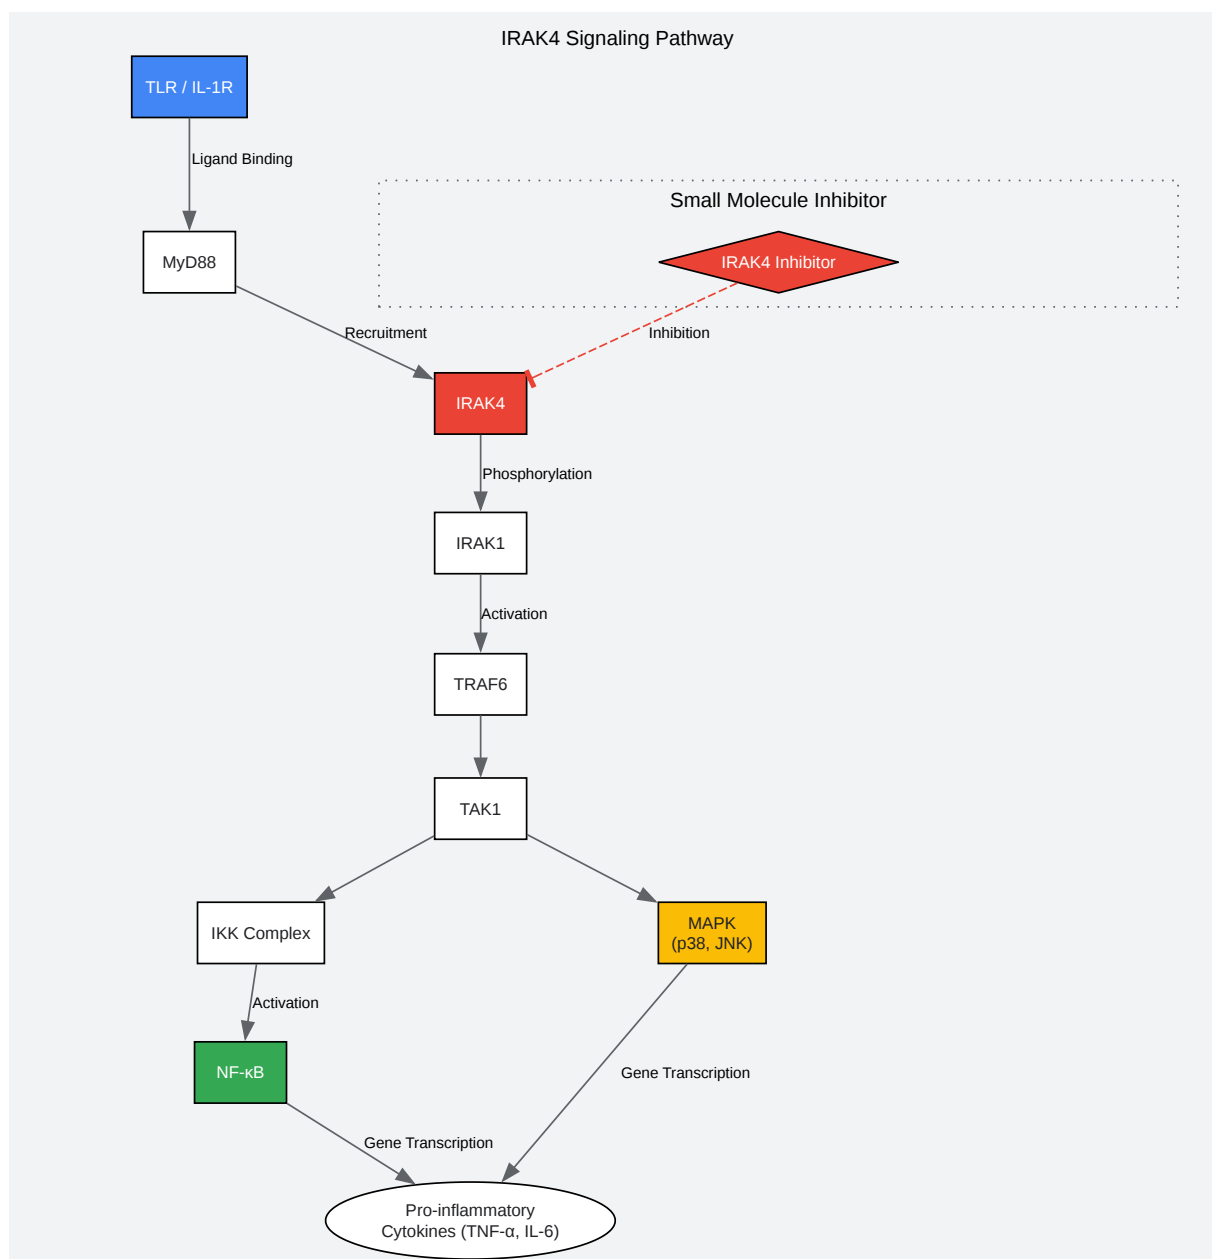 IRAK4 Signaling Pathway
TLR / IL-1R
Ligand Binding
Small Molecule Inhibitor
MyD88
IRAK4 Inhibitor
Recruitment
Inhibition
IRAK4
Phosphorylation
IRAK1
Activation
TRAF6
TAK1
IKK Complex
MAPK
(p38, JNK)
Activation
NF-κB
Gene Transcription
Gene Transcription
Pro-inflammatory
Cytokines (TNF-α, IL-6)